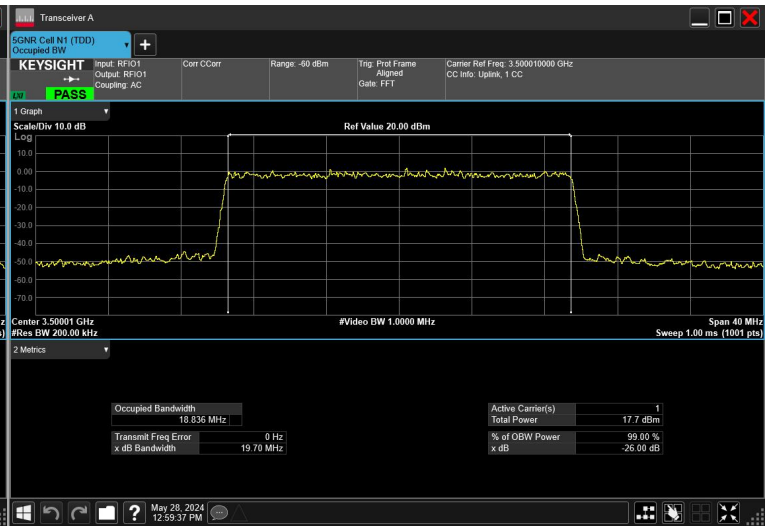 Transceiver A
5GNR Cell N1 (TDD)
Occupied BW
+
KEYSIGHT
PASS
Input: RFIO1
Output: RFIO1
Coupling: AC
Corr CCorr
Range: -60 dBm
Trig: Prot Frame
Aligned
Gate: FFT
Carrier Ref Freq: 3.500010000 GHz
CC Info: Uplink, 1 CC
1 Graph
Scale/Div 10.0 dB
Ref Value 20.00 dBm
Log
10.0
0.00
-10.0
-20.0
-30.0
-40.0
-50.0
-60.0
-70.0
Center 3.50001 GHz
#Video BW 1.0000 MHz
Span 40 MHz
#Res BW 200.00 kHz
Sweep 1.00 ms (1001 pts)
2 Metrics
Occupied Bandwidth
18.836 MHz
Transmit Freq Error 0 Hz
x dB Bandwidth 19.70 MHz
Active Carrier(s) 1
Total Power 17.7 dBm
% of OBW Power 99.00 %
x dB -26.00 dB
?
May 28, 2024
12:59:37 PM